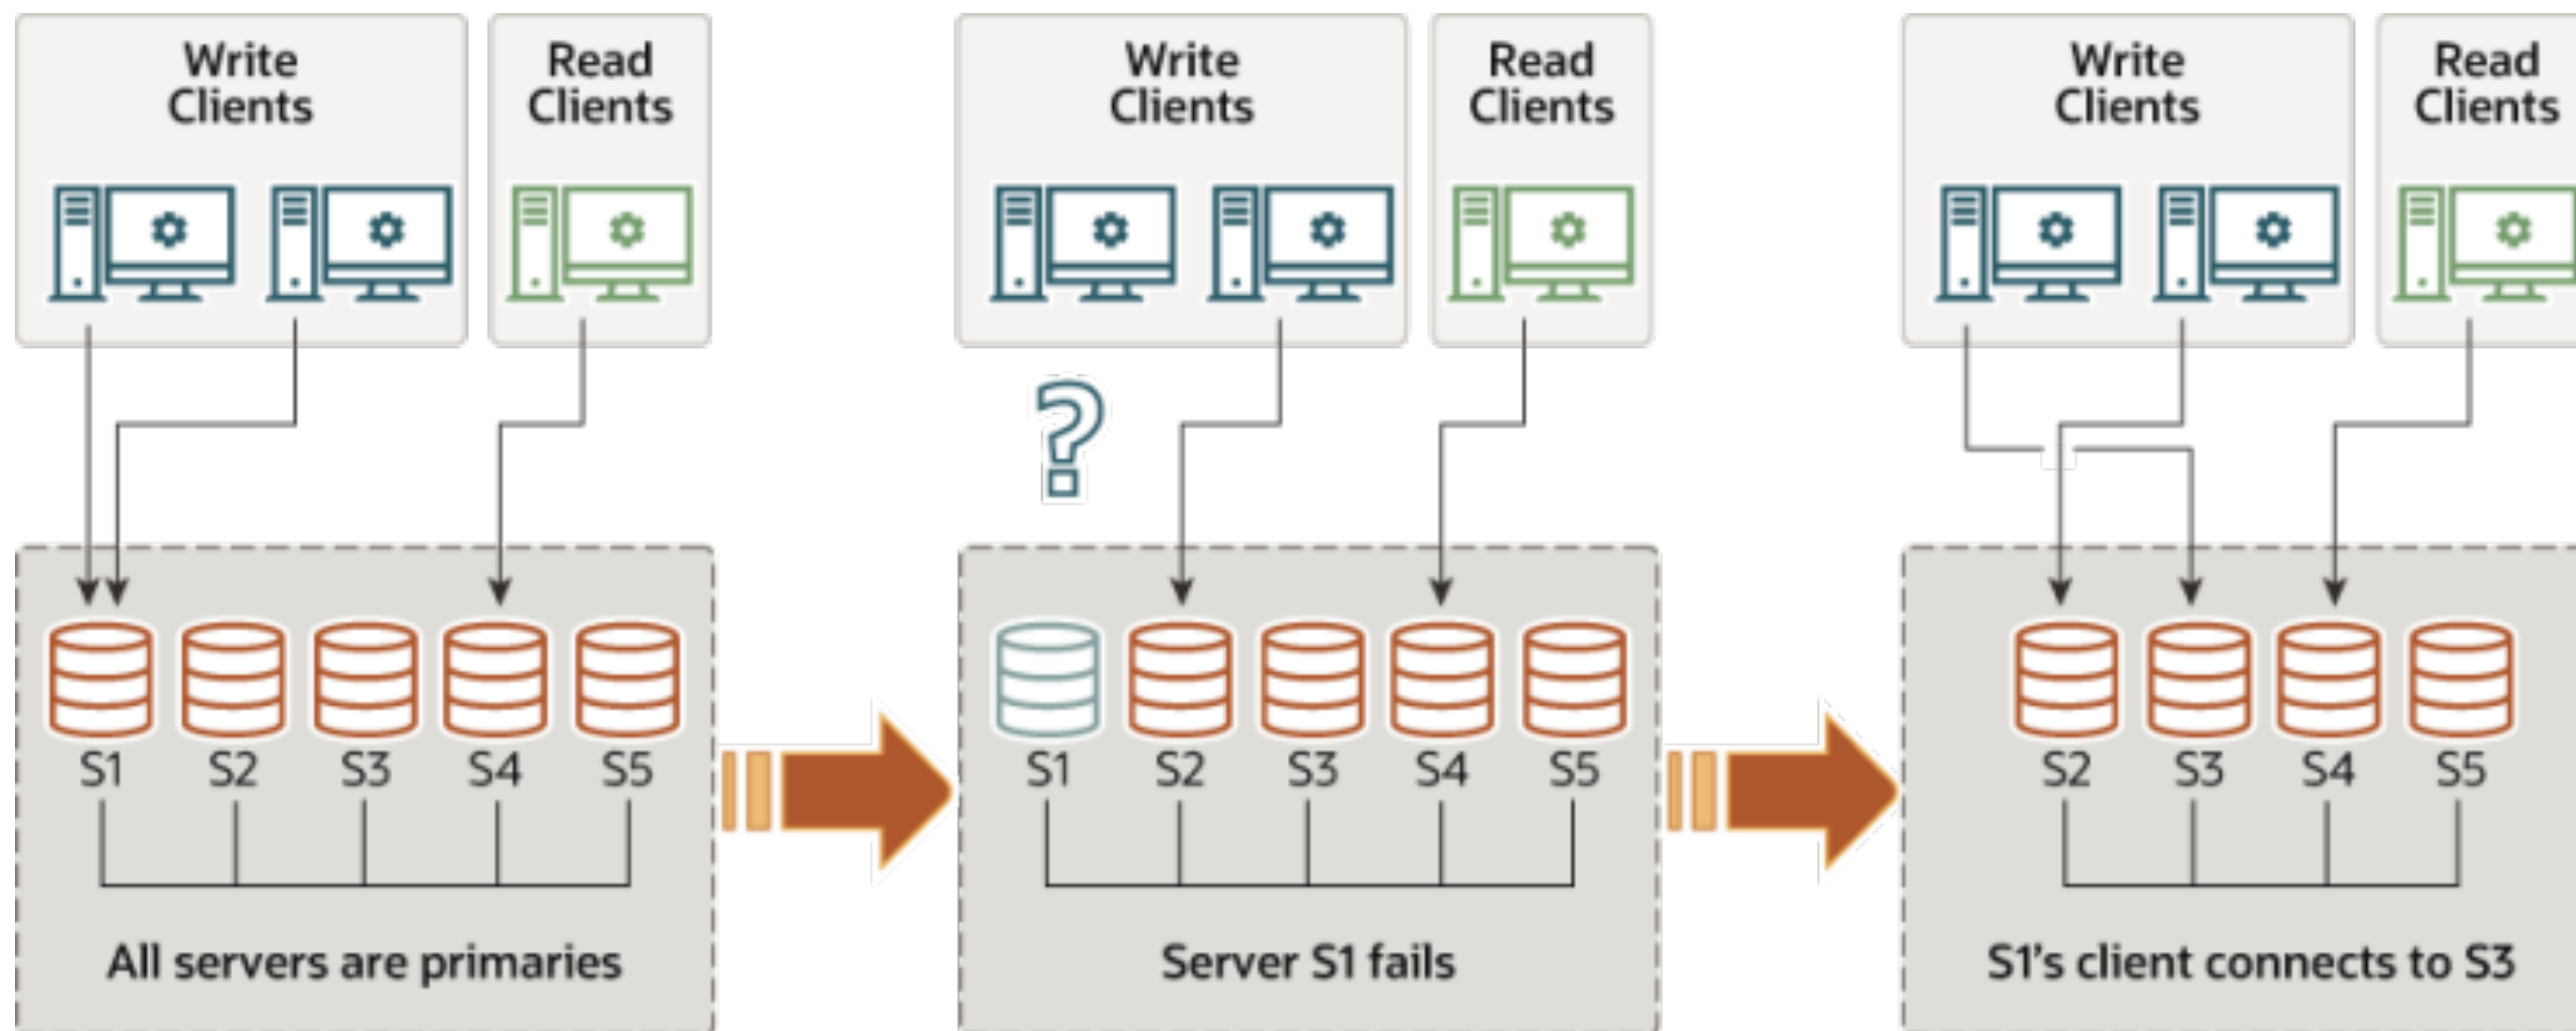 Write
Clients
Read
Clients
S1 S2 S3 S4 S5
All servers are primaries
Write
Clients
Read
Clients
?
S1 S2 S3 S4 S5
Server S1 fails
Write
Clients
Read
Clients
S2 S3 S4 S5
S1's client connects to S3